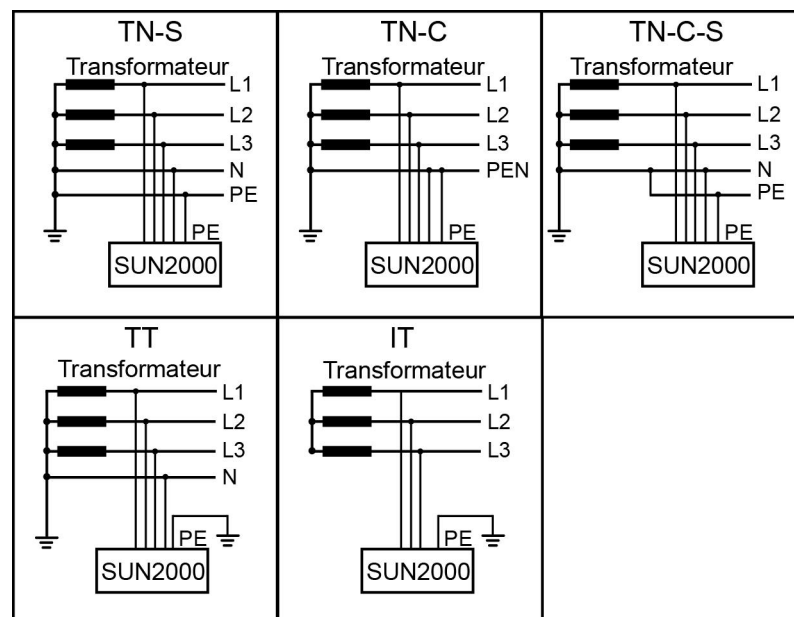 TN-S
Transformateur
L1
L2
L3
N
PE
PE
SUN2000
TN-C
Transformateur
L1
L2
L3
PEN
PE
SUN2000
TN-C-S
Transformateur
L1
L2
L3
N
PE
PE
SUN2000
TT
Transformateur
L1
L2
L3
N
PE
SUN2000
IT
Transformateur
L1
L2
L3
PE
SUN2000